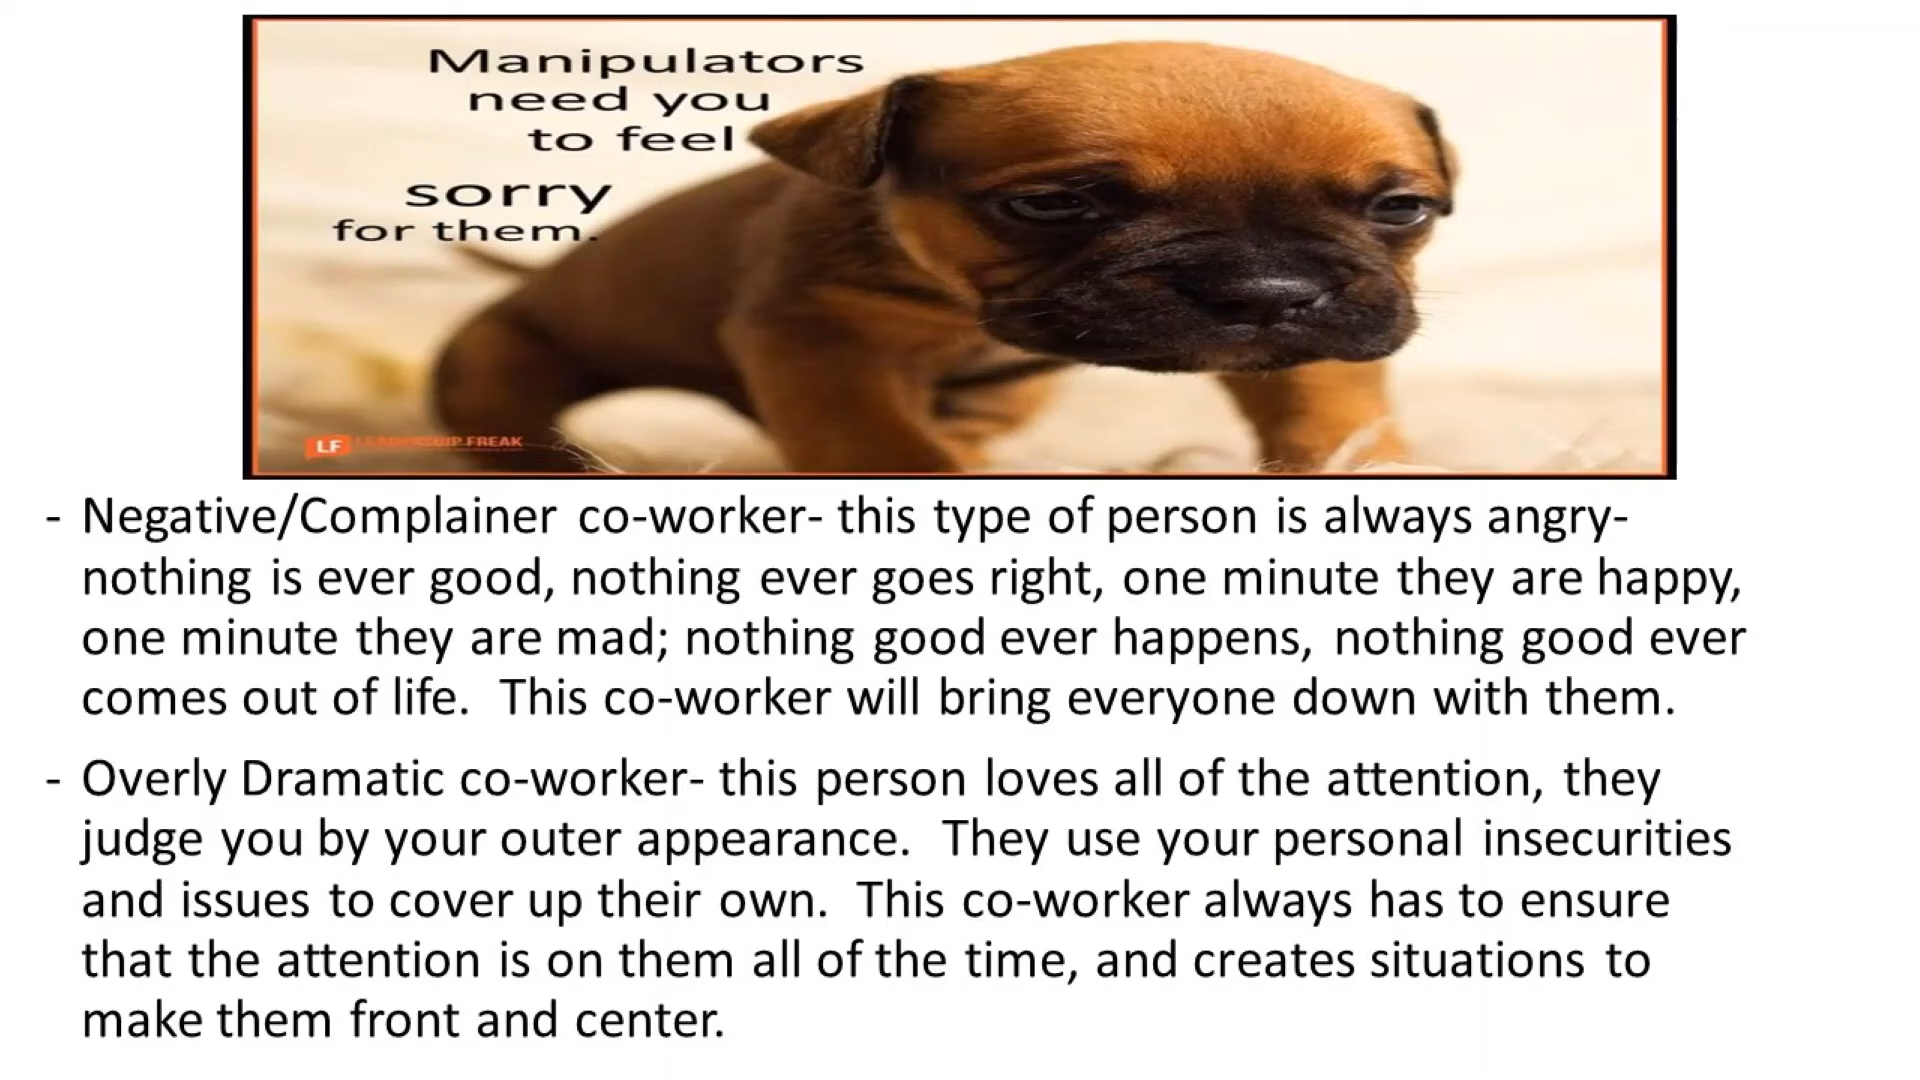 Manipulators
need you
to feel
sorry
for them.
LF LEADERSHIP FREAK
- Negative/Complainer co-worker- this type of person is always angry-
nothing is ever good, nothing ever goes right, one minute they are happy,
one minute they are mad; nothing good ever happens, nothing good ever
comes out of life.  This co-worker will bring everyone down with them.
- Overly Dramatic co-worker- this person loves all of the attention, they
judge you by your outer appearance.  They use your personal insecurities
and issues to cover up their own.  This co-worker always has to ensure
that the attention is on them all of the time, and creates situations to
make them front and center.